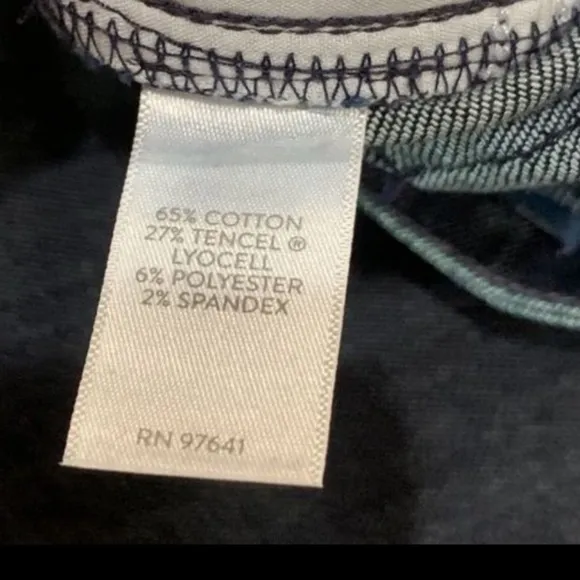 65% COTTON
27% TENCEL ®
LYOCELL
6% POLYESTER
2% SPANDEX
RN 97641